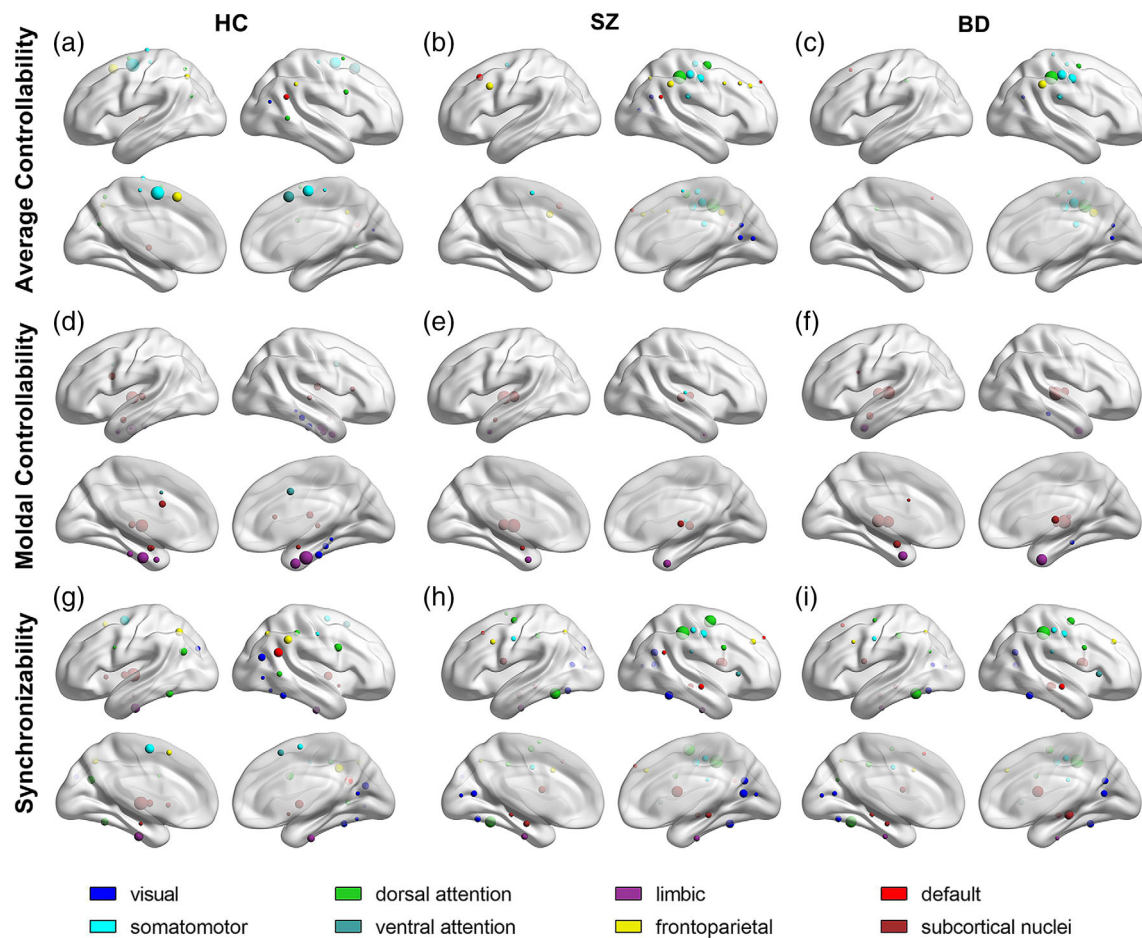 HC SZ BD
Average Controllability
(a) (b) (c)
Moldal Controllability
(d) (e) (f)
Synchronizability
(g) (h) (i)
visual dorsal attention limbic default
somatomotor ventral attention frontoparietal subcortical nuclei